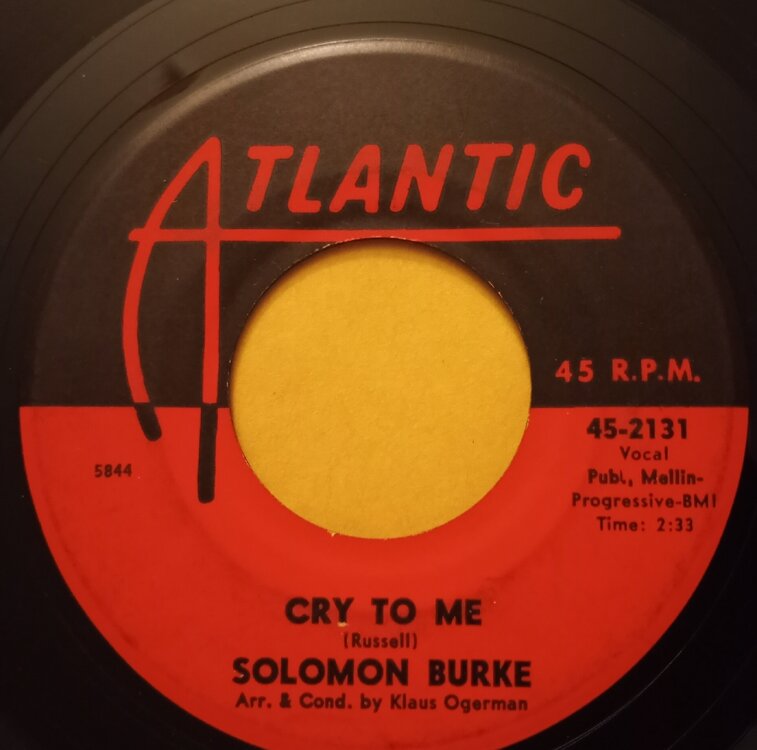 ATLANTIC
45 R.P.M.
45-2131
Vocal
Publ, Mellin-
Progressive-BMI
Time: 2:33
5844
CRY TO ME
(Russell)
SOLOMON BURKE
Arr. & Cond. by Klaus Ogerman